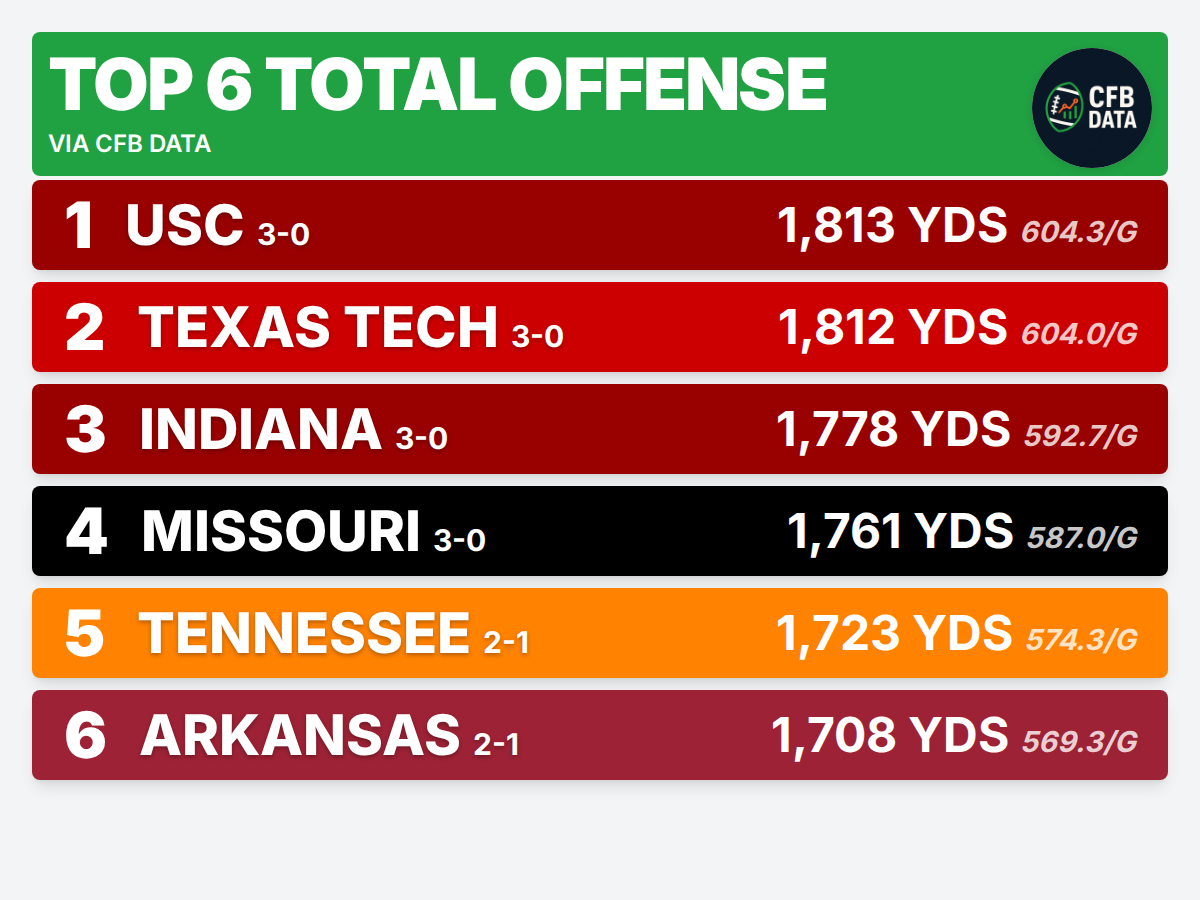 TOP 6 TOTAL OFFENSE
VIA CFB DATA
CFB
DATA
1 USC 3-0 1,813 YDS 604.3/G
2 TEXAS TECH 3-0 1,812 YDS 604.0/G
3 INDIANA 3-0 1,778 YDS 592.7/G
4 MISSOURI 3-0 1,761 YDS 587.0/G
5 TENNESSEE 2-1 1,723 YDS 574.3/G
6 ARKANSAS 2-1 1,708 YDS 569.3/G